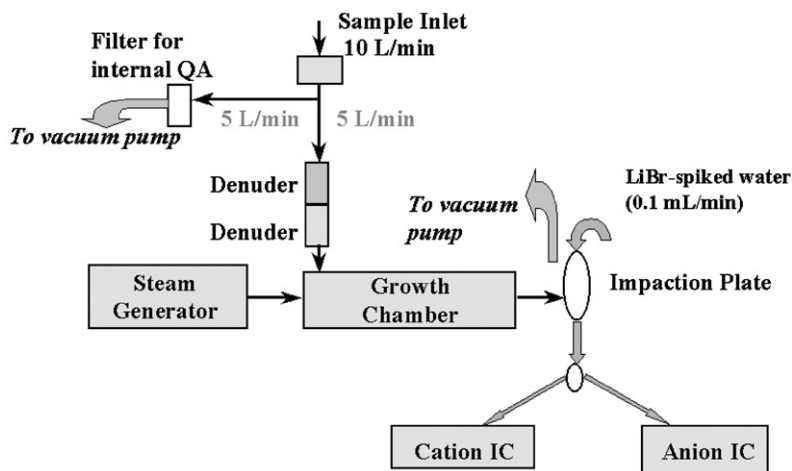 Sample Inlet
10 L/min
Filter for
internal QA
5 L/min
5 L/min
To vacuum pump
Denuder
Denuder
LiBr-spiked water
(0.1 mL/min)
To vacuum
pump
Steam
Generator
Growth
Chamber
Impaction Plate
Cation IC
Anion IC